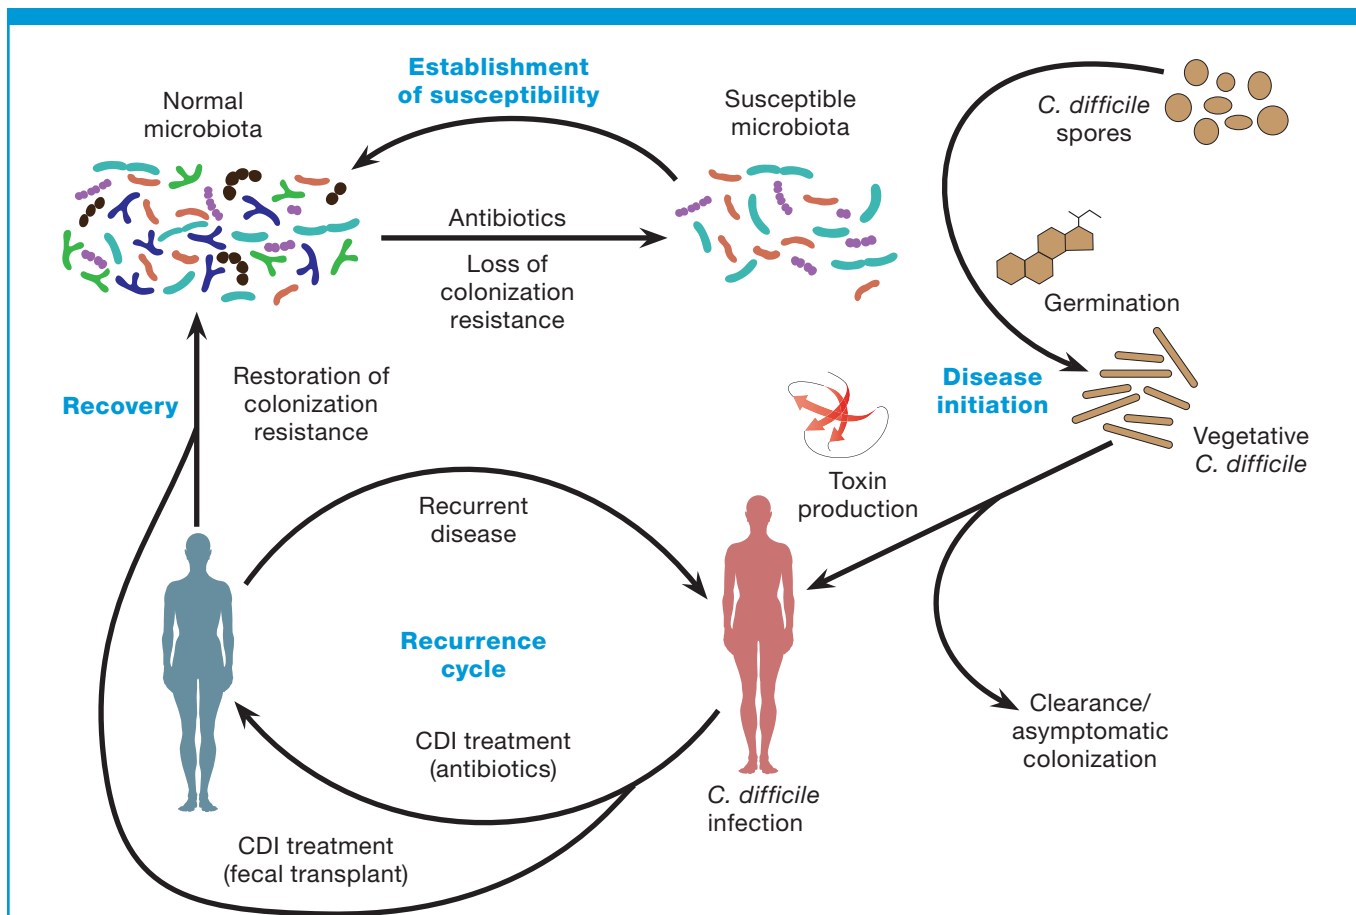 Establishment
of susceptibility
Normal
microbiota
Susceptible
microbiota
C. difficile
spores
Antibiotics
Loss of
colonization
resistance
Germination
Recovery
Restoration of
colonization
resistance
Disease
initiation
Vegetative
C. difficile
Toxin
production
Recurrent
disease
Recurrence
cycle
CDI treatment
(antibiotics)
Clearance/
asymptomatic
colonization
C. difficile
infection
CDI treatment
(fecal transplant)